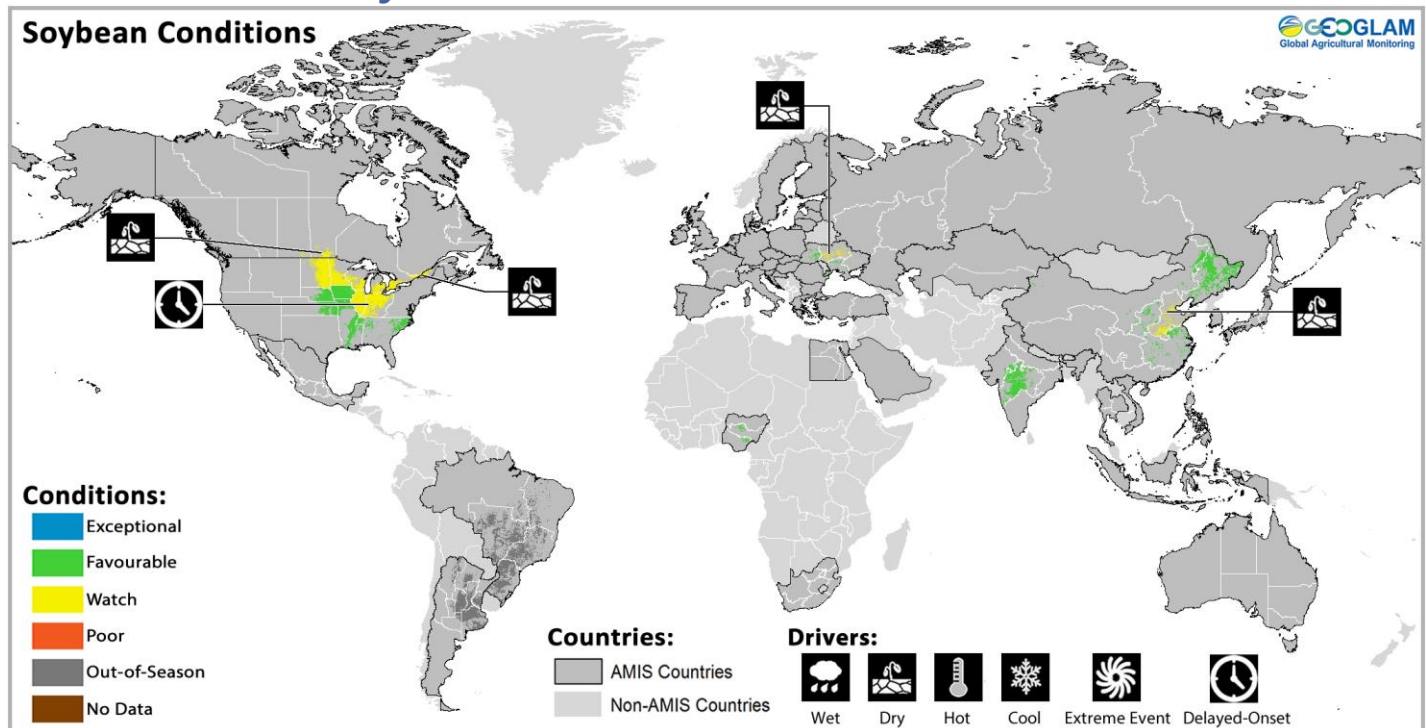 Soybean Conditions
GEOGLAM
Global Agricultural Monitoring
Conditions:
Exceptional
Favourable
Watch
Poor
Out-of-Season
No Data
Countries:
AMIS Countries
Non-AMIS Countries
Drivers:
Wet
Dry
Hot
Cool
Extreme Event
Delayed-Onset